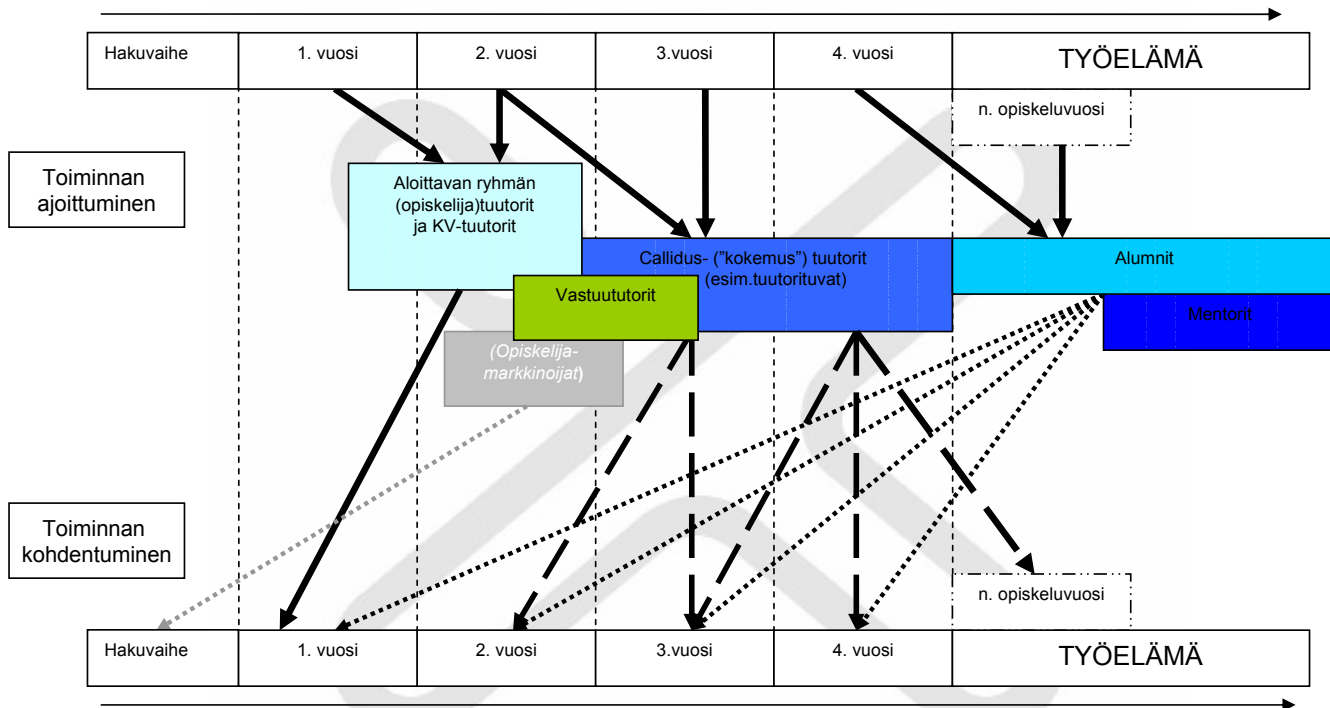 Hakuvaihe
1. vuosi
2. vuosi
3.vuosi
4. vuosi
TYÖELÄMÄ
n. opiskeluvuosi
Toiminnan
ajoittuminen
Aloittavan ryhmän
(opiskelija)tuutorit
ja KV-tuutorit
Callidus- ("kokemus") tuutorit
(esim.tuutorituvat)
Alumnit
Vastuututorit
Mentorit
(Opiskelija-
markkinoijat)
Toiminnan
kohdentuminen
n. opiskeluvuosi
Hakuvaihe
1. vuosi
2. vuosi
3.vuosi
4. vuosi
TYÖELÄMÄ